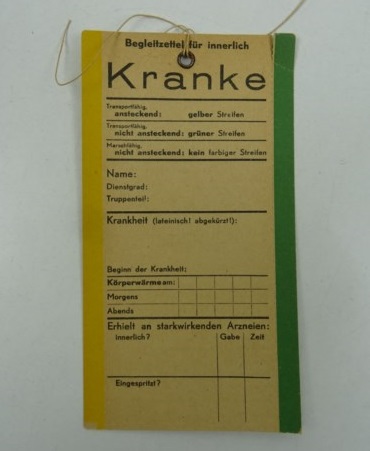 Begleitzettel für innerlich
Kranke
Transportfähig,
ansteckend: gelber Streifen
Transportfähig,
nicht ansteckend: grüner Streifen
Marschfähig,
nicht ansteckend: kein farbiger Streifen
Name:
Dienstgrad:
Truppenteil:
Krankheit (lateinisch! abgekürzt!):
Beginn der Krankheit:
Körperwärme am:
Morgens
Abends
Erhielt an starkwirkenden Arzneien:
Innerlich? Gabe Zeit
Eingespritzt?